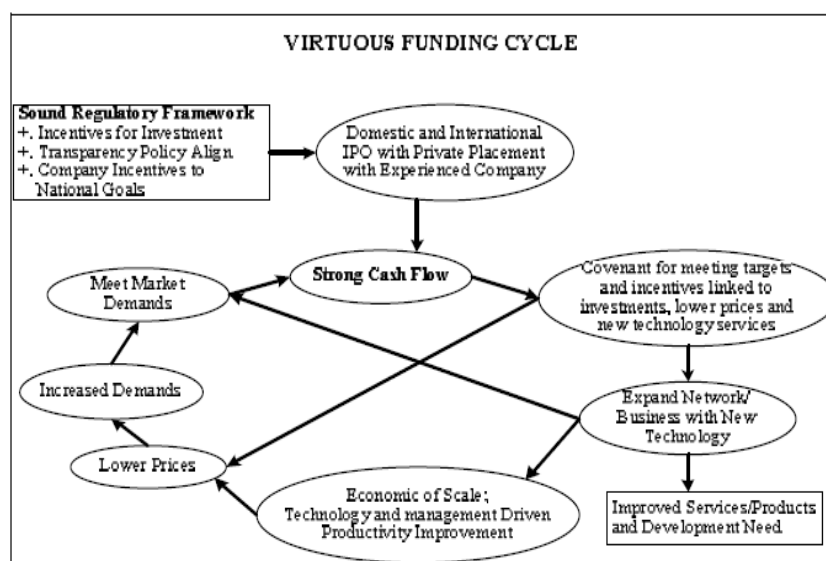 VIRTUOUS FUNDING CYCLE
Sound Regulatory Framework
+. Incentives for Investment
+. Transparency Policy Align
+. Company Incentives to
National Goals
Domestic and International
IPO with Private Placement
with Experienced Company
Strong Cash Flow
Meet Market
Demands
Covenant for meeting targets
and incentives linked to
investments, lower prices and
new technology services
Increased Demands
Expand Network/
Business with New
Technology
Lower Prices
Economic of Scale;
Technology and management Driven
Productivity Improvement
Improved Services/Products
and Development Need